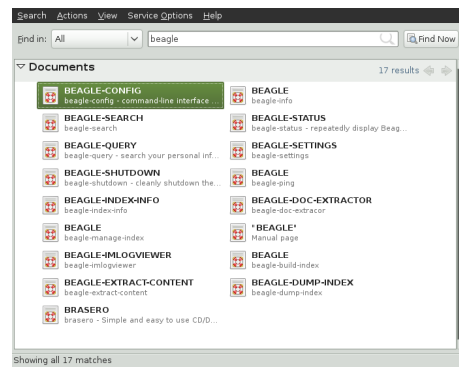 Search Actions View Service Options Help
Find in: All beagle Find Now
Documents 17 results
BEAGLE-CONFIG
beagle-config - command-line interface ...
BEAGLE
beagle-info
BEAGLE-SEARCH
beagle-search
BEAGLE-STATUS
beagle-status - repeatedly display Beag...
BEAGLE-QUERY
beagle-query - search your personal inf...
BEAGLE-SETTINGS
beagle-settings
BEAGLE-SHUTDOWN
beagle-shutdown - cleanly shutdown the...
BEAGLE
beagle-ping
BEAGLE-INDEX-INFO
beagle-index-info
BEAGLE-DOC-EXTRACTOR
beagle-doc-extracor
BEAGLE
beagle-manage-index
"BEAGLE"
Manual page
BEAGLE-IMLOGVIEWER
beagle-imlogviewer
BEAGLE
beagle-build-index
BEAGLE-EXTRACT-CONTENT
beagle-extract-content
BEAGLE-DUMP-INDEX
beagle-dump-index
BRASERO
brasero - Simple and easy to use CD/D...
Showing all 17 matches